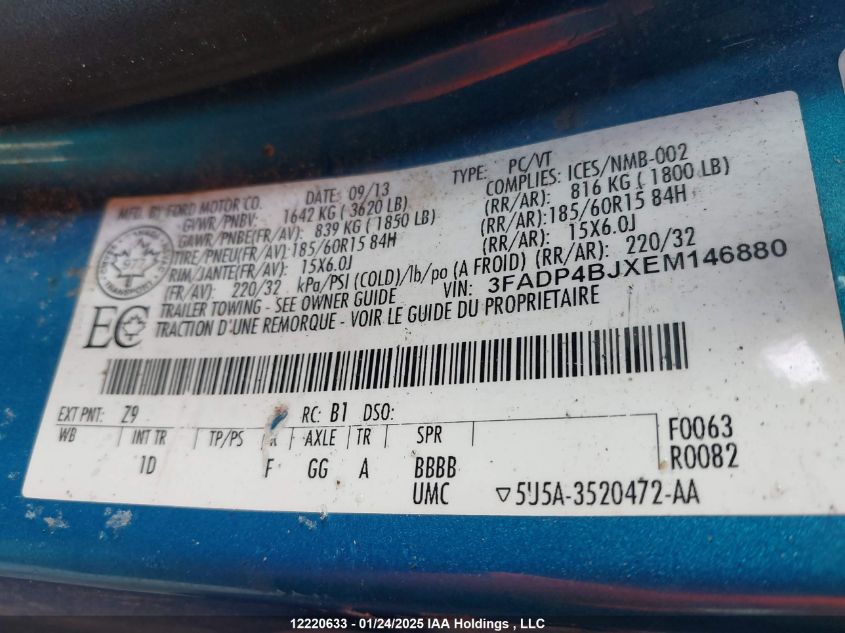 MFD. BY FORD MOTOR CO. DATE: 09/13 TYPE: PC/VT
GVWR/PNBV: 1642 KG ( 3620 LB) COMPLIES: ICES/NMB-002
GAWR/PNBE(FR/AV): 839 KG ( 1850 LB) (RR/AR): 816 KG ( 1800 LB)
TIRE/PNEU(FR/AV):185/60R15 84H (RR/AR):185/60R15 84H
RIM/JANTE(FR/AV): 15X6.0J (RR/AR): 15X6.0J
(FR/AV): 220/32 kPa/PSI (COLD)/lb/po (A FROID) (RR/AR): 220/32
TRAILER TOWING - SEE OWNER GUIDE VIN: 3FADP4BJXEM146880
TRACTION D'UNE REMORQUE - VOIR LE GUIDE DU PROPRIETAIRE
TRANSPORT
EC
EXT PNT: Z9 RC: B1 DSO:
WB INT TR TP/PS R AXLE TR SPR F0063
1D F GG A BBBB R0082
UMC ▽5U5A-3520472-AA
12220633 - 01/24/2025 IAA Holdings , LLC